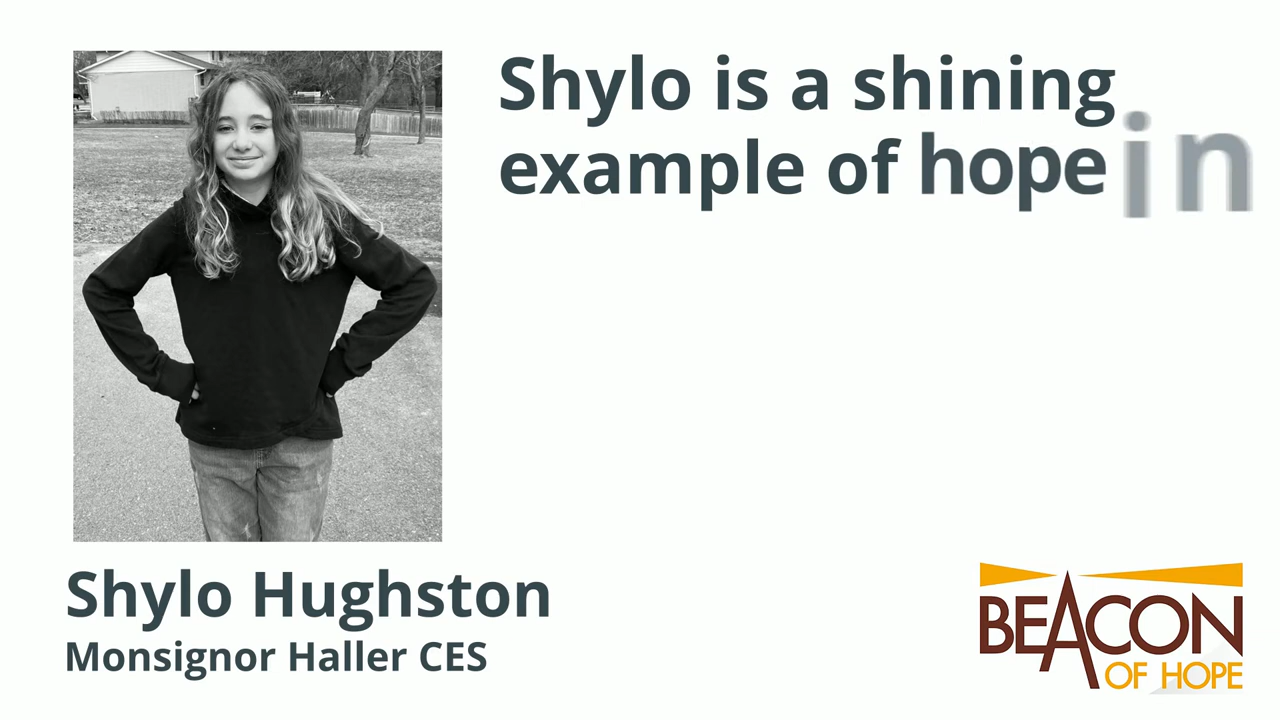 Shylo is a shining
example of hope in
Shylo Hughston
Monsignor Haller CES
BEACON
OF HOPE